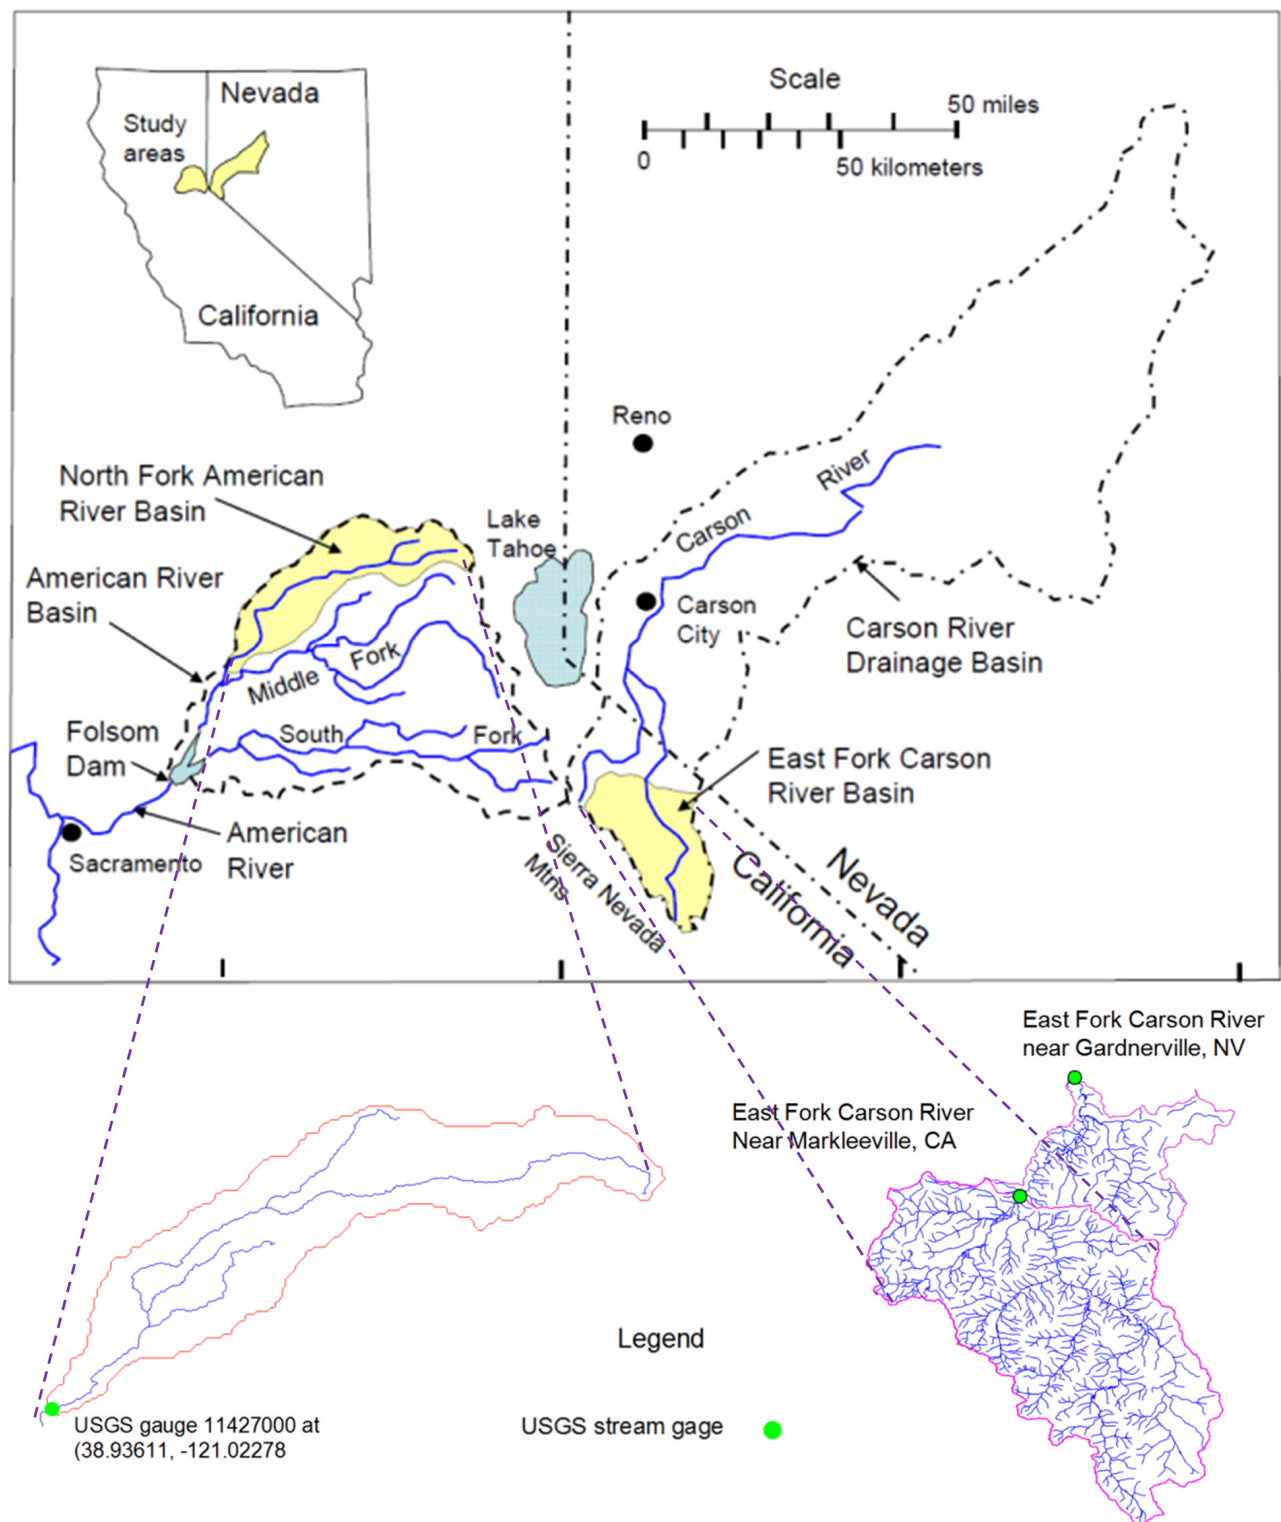 Nevada
Study
areas
California
Scale
50 miles
0
50 kilometers
Reno
North Fork American
River Basin
Lake
Tahoe
Carson River
American River
Basin
Carson
City
Carson River
Drainage Basin
Middle Fork
Folsom
Dam
South Fork
East Fork Carson
River Basin
American
River
Sacramento
Sierra Nevada
Mtns
Nevada
California
East Fork Carson River
near Gardnerville, NV
East Fork Carson River
Near Markleeville, CA
Legend
USGS gauge 11427000 at
(38.93611, -121.02278
USGS stream gage